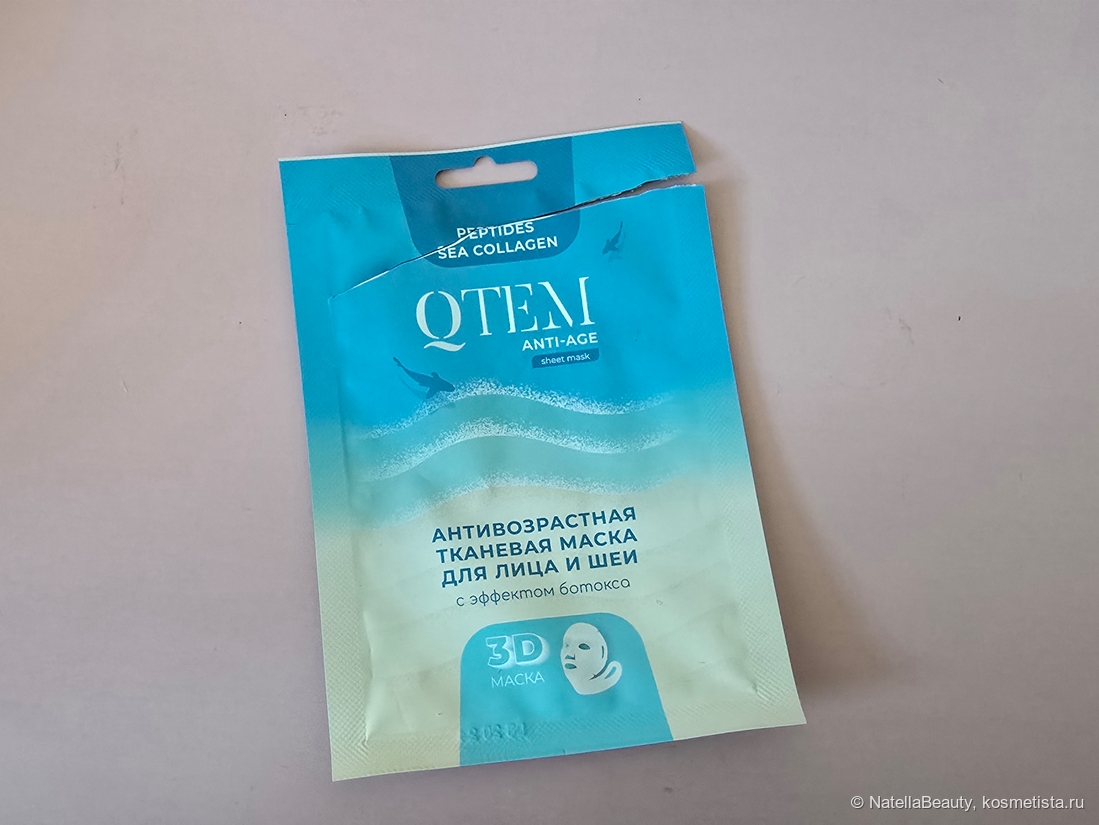 PEPTIDES
SEA COLLAGEN
QTEM
ANTI-AGE
sheet mask
АНТИВОЗРАСТНАЯ
ТКАНЕВАЯ МАСКА
ДЛЯ ЛИЦА И ШЕИ
с эффектом ботокса
3D
МАСКА
© NatellaBeauty, kosmetista.ru